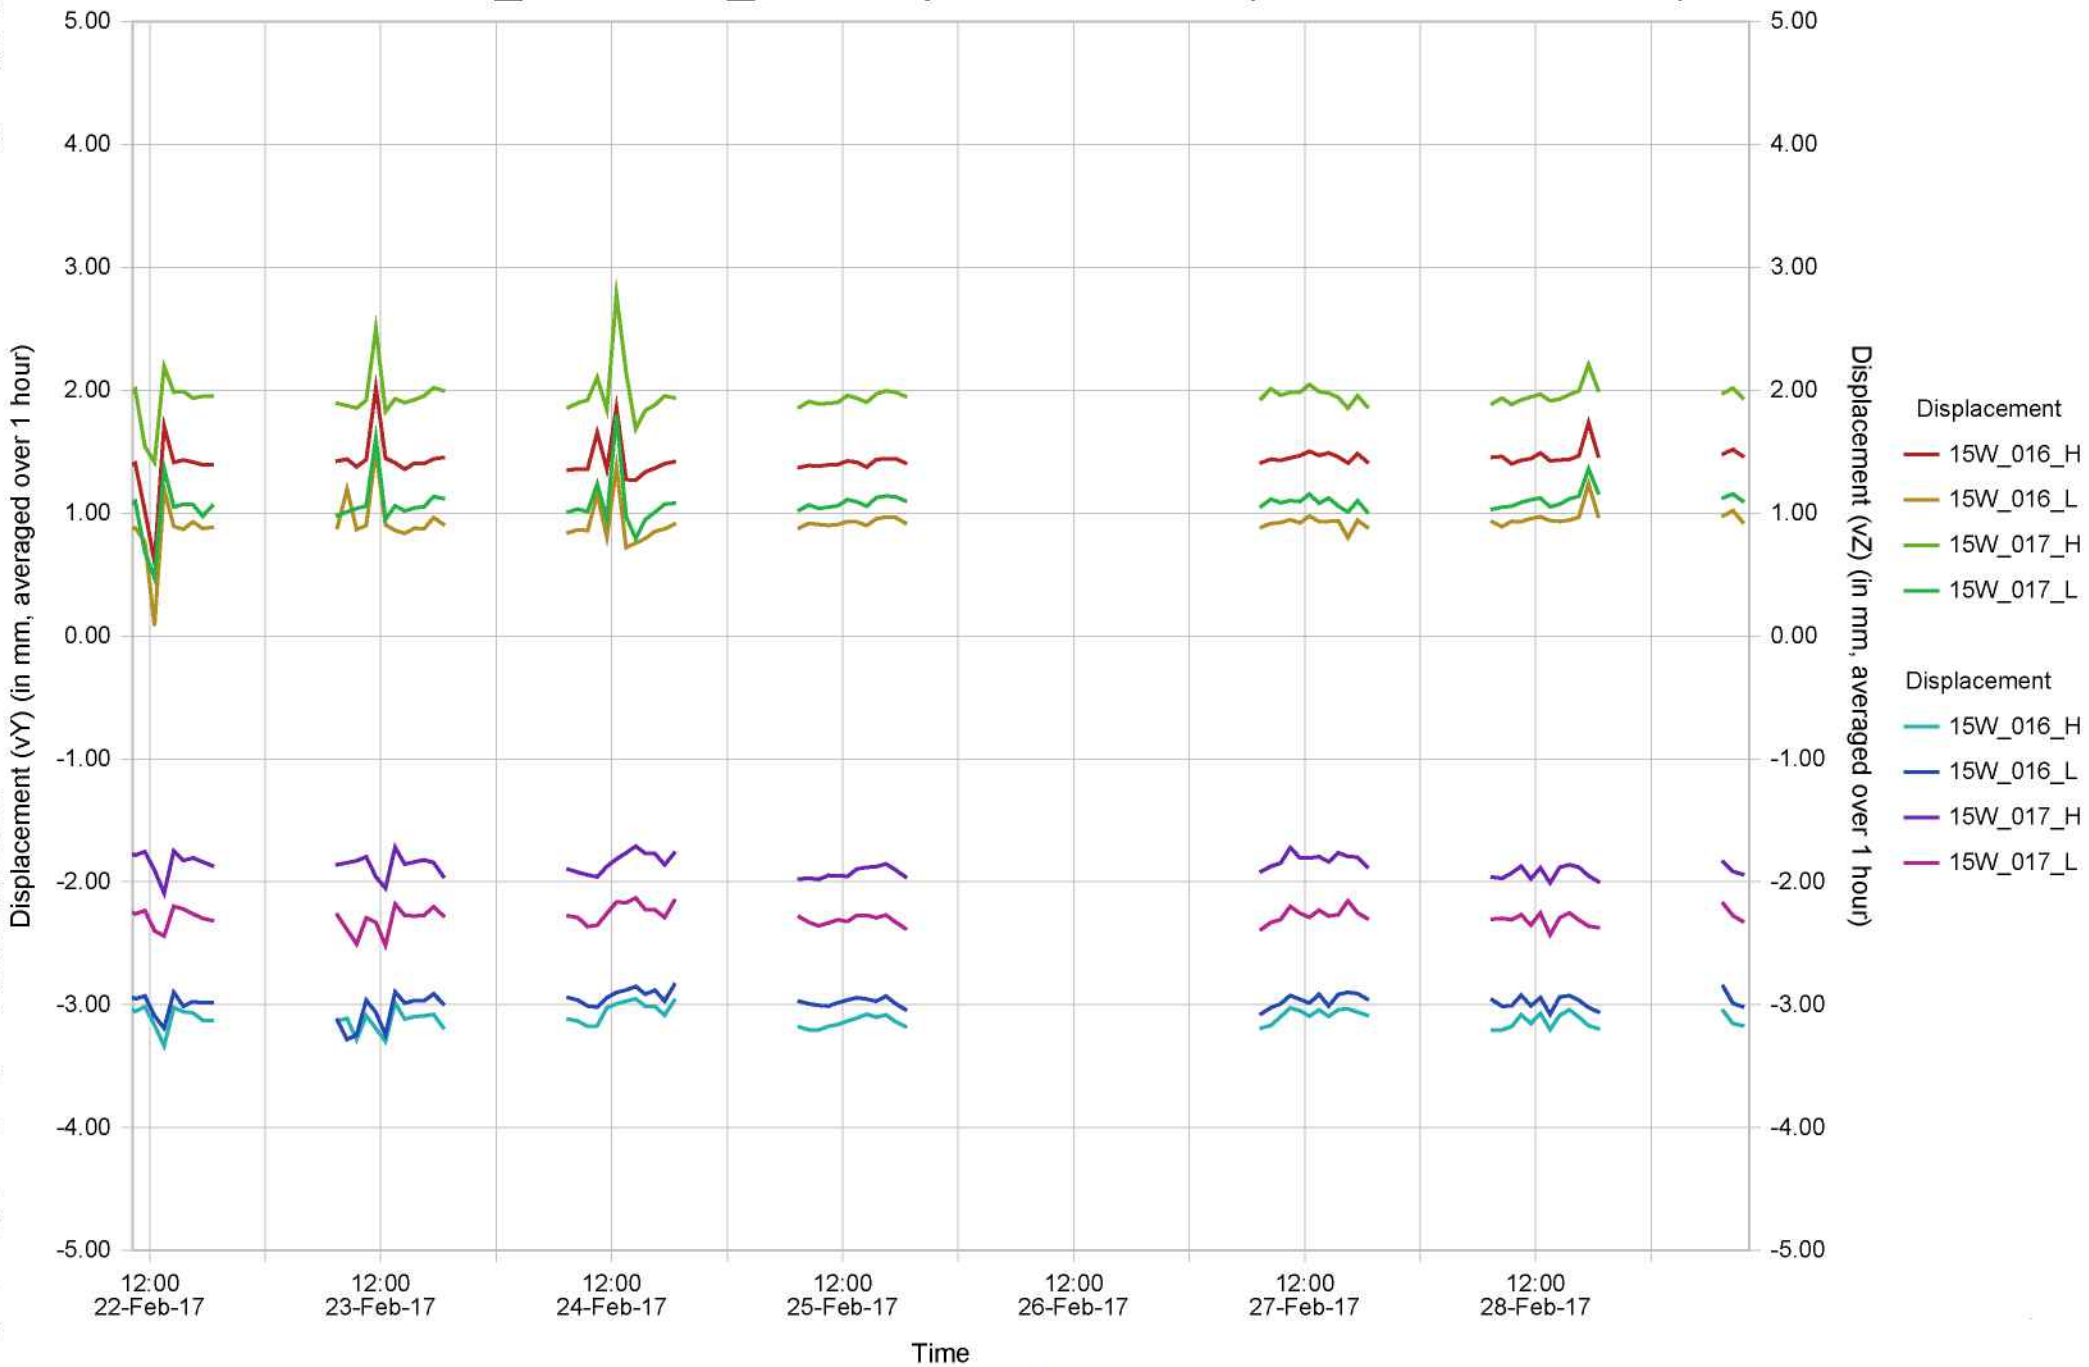 5.00
4.00
3.00
2.00
1.00
0.00
-1.00
-2.00
-3.00
-4.00
-5.00
Displacement (vY) (in mm, averaged over 1 hour)
5.00
4.00
3.00
2.00
1.00
0.00
-1.00
-2.00
-3.00
-4.00
-5.00
Displacement (vZ) (in mm, averaged over 1 hour)
Displacement
15W_016_H
15W_016_L
15W_017_H
15W_017_L
Displacement
15W_016_H
15W_016_L
15W_017_H
15W_017_L
12:00 12:00 12:00 12:00 12:00 12:00 12:00
22-Feb-17 23-Feb-17 24-Feb-17 25-Feb-17 26-Feb-17 27-Feb-17 28-Feb-17
Time